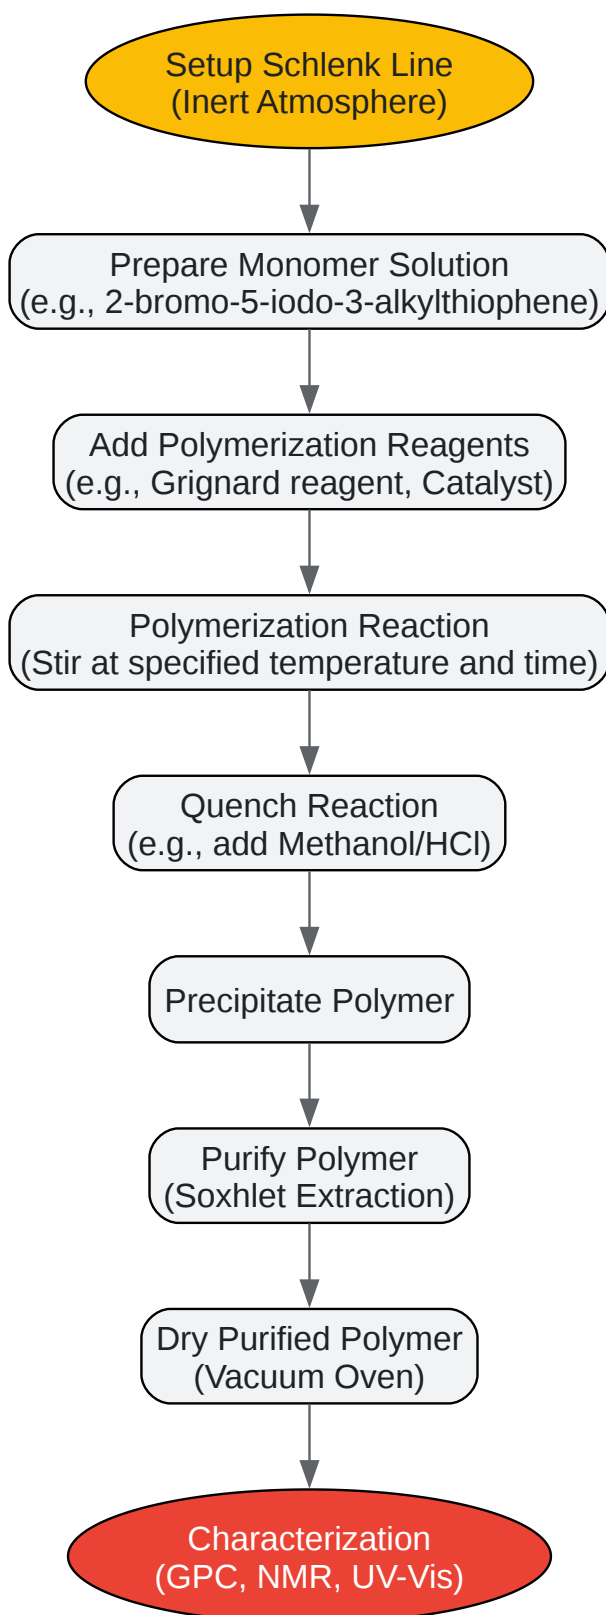 Setup Schlenk Line
(Inert Atmosphere)
Prepare Monomer Solution
(e.g., 2-bromo-5-iodo-3-alkylthiophene)
Add Polymerization Reagents
(e.g., Grignard reagent, Catalyst)
Polymerization Reaction
(Stir at specified temperature and time)
Quench Reaction
(e.g., add Methanol/HCl)
Precipitate Polymer
Purify Polymer
(Soxhlet Extraction)
Dry Purified Polymer
(Vacuum Oven)
Characterization
(GPC, NMR, UV-Vis)